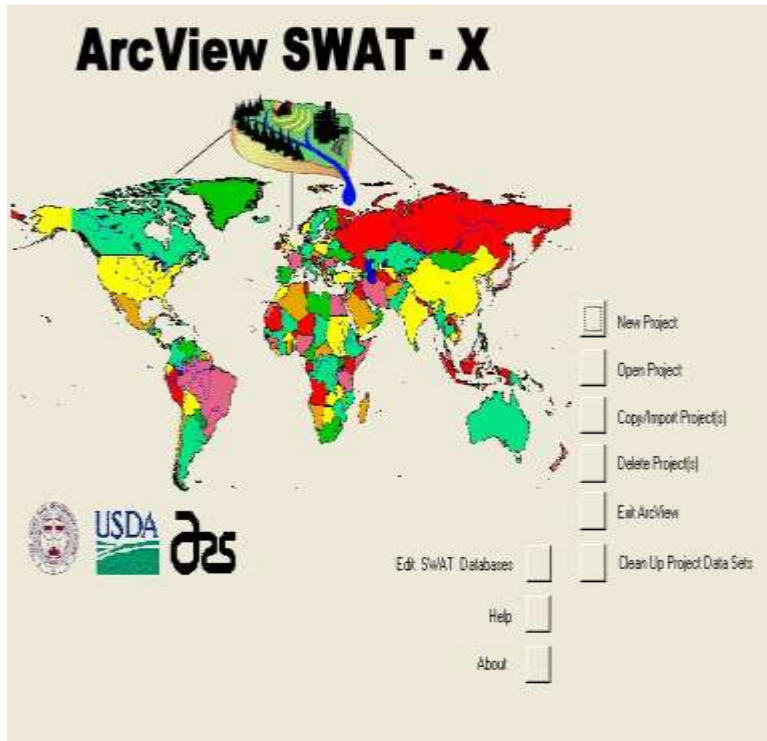 ArcView SWAT - X
New Project
Open Project
Copy/Import Project(s)
Delete Project(s)
Exit ArcView
USDA
ars
Edit SWAT Databases
Clean Up Project Data Sets
Help
About